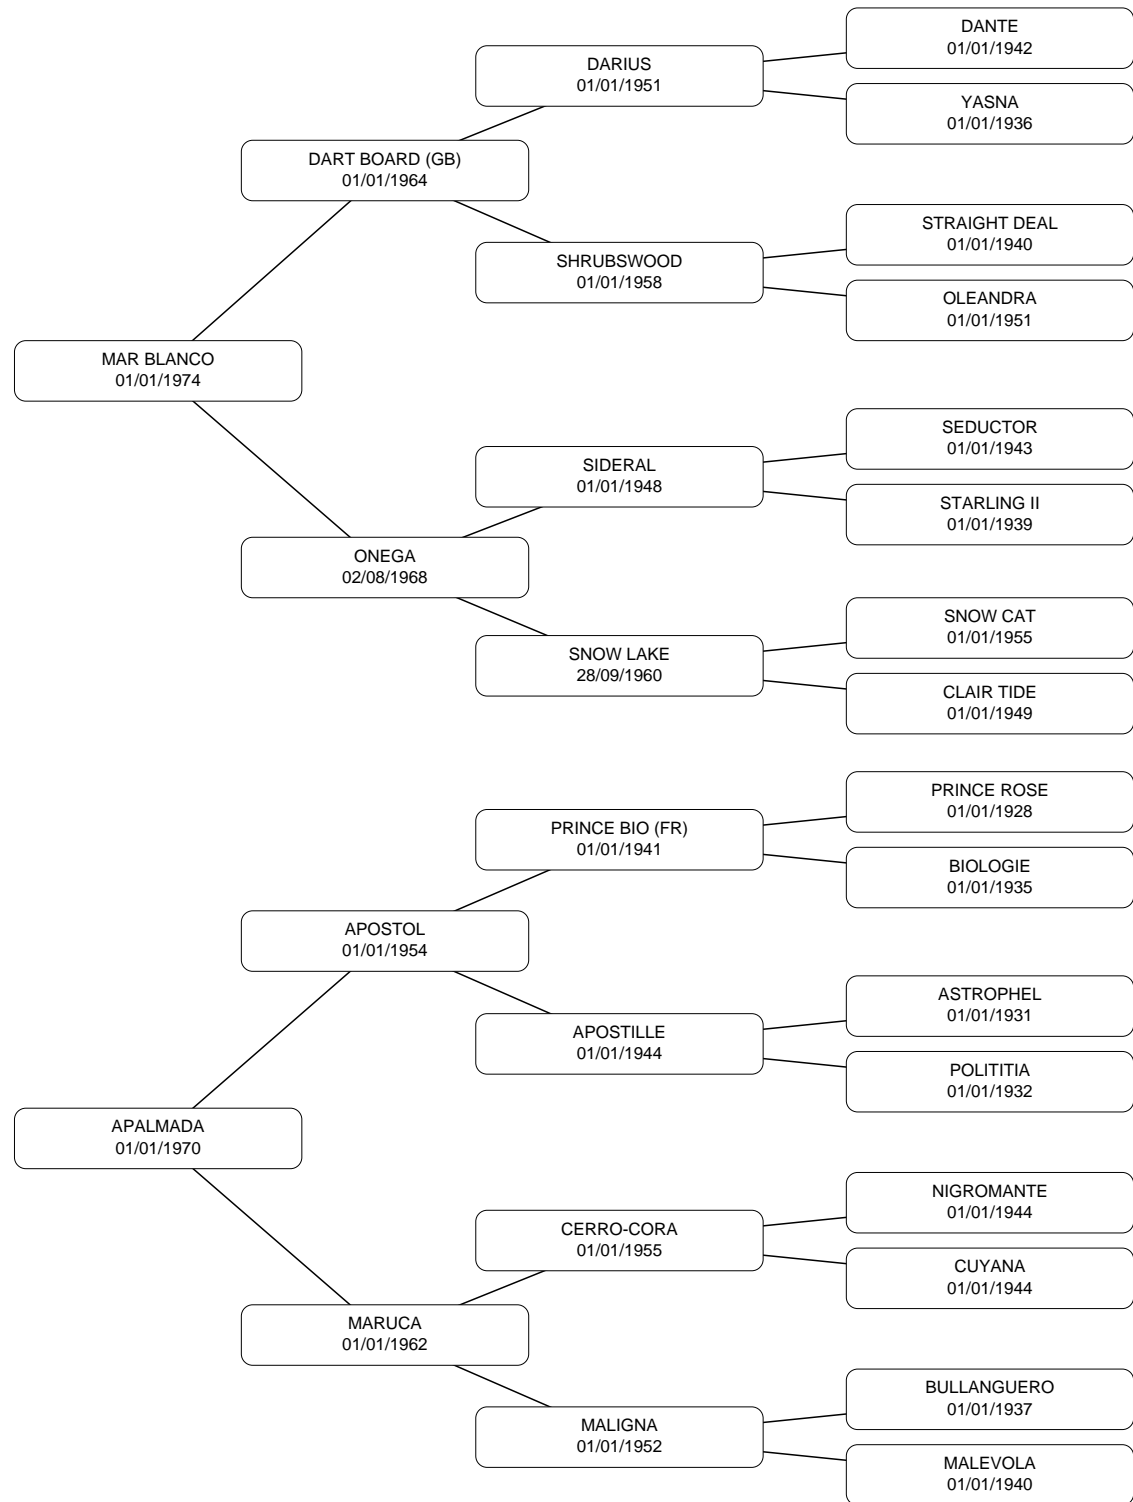 DANTE
01/01/1942
DARIUS
01/01/1951
YASNA
01/01/1936
DART BOARD (GB)
01/01/1964
STRAIGHT DEAL
01/01/1940
SHRUBSWOOD
01/01/1958
OLEANDRA
01/01/1951
MAR BLANCO
01/01/1974
SEDUCTOR
01/01/1943
SIDERAL
01/01/1948
STARLING II
01/01/1939
ONEGA
02/08/1968
SNOW CAT
01/01/1955
SNOW LAKE
28/09/1960
CLAIR TIDE
01/01/1949
PRINCE ROSE
01/01/1928
PRINCE BIO (FR)
01/01/1941
BIOLOGIE
01/01/1935
APOSTOL
01/01/1954
ASTROPHEL
01/01/1931
APOSTILLE
01/01/1944
POLITITIA
01/01/1932
APALMADA
01/01/1970
NIGROMANTE
01/01/1944
CERRO-CORA
01/01/1955
CUYANA
01/01/1944
MARUCA
01/01/1962
BULLANGUERO
01/01/1937
MALIGNA
01/01/1952
MALEVOLA
01/01/1940